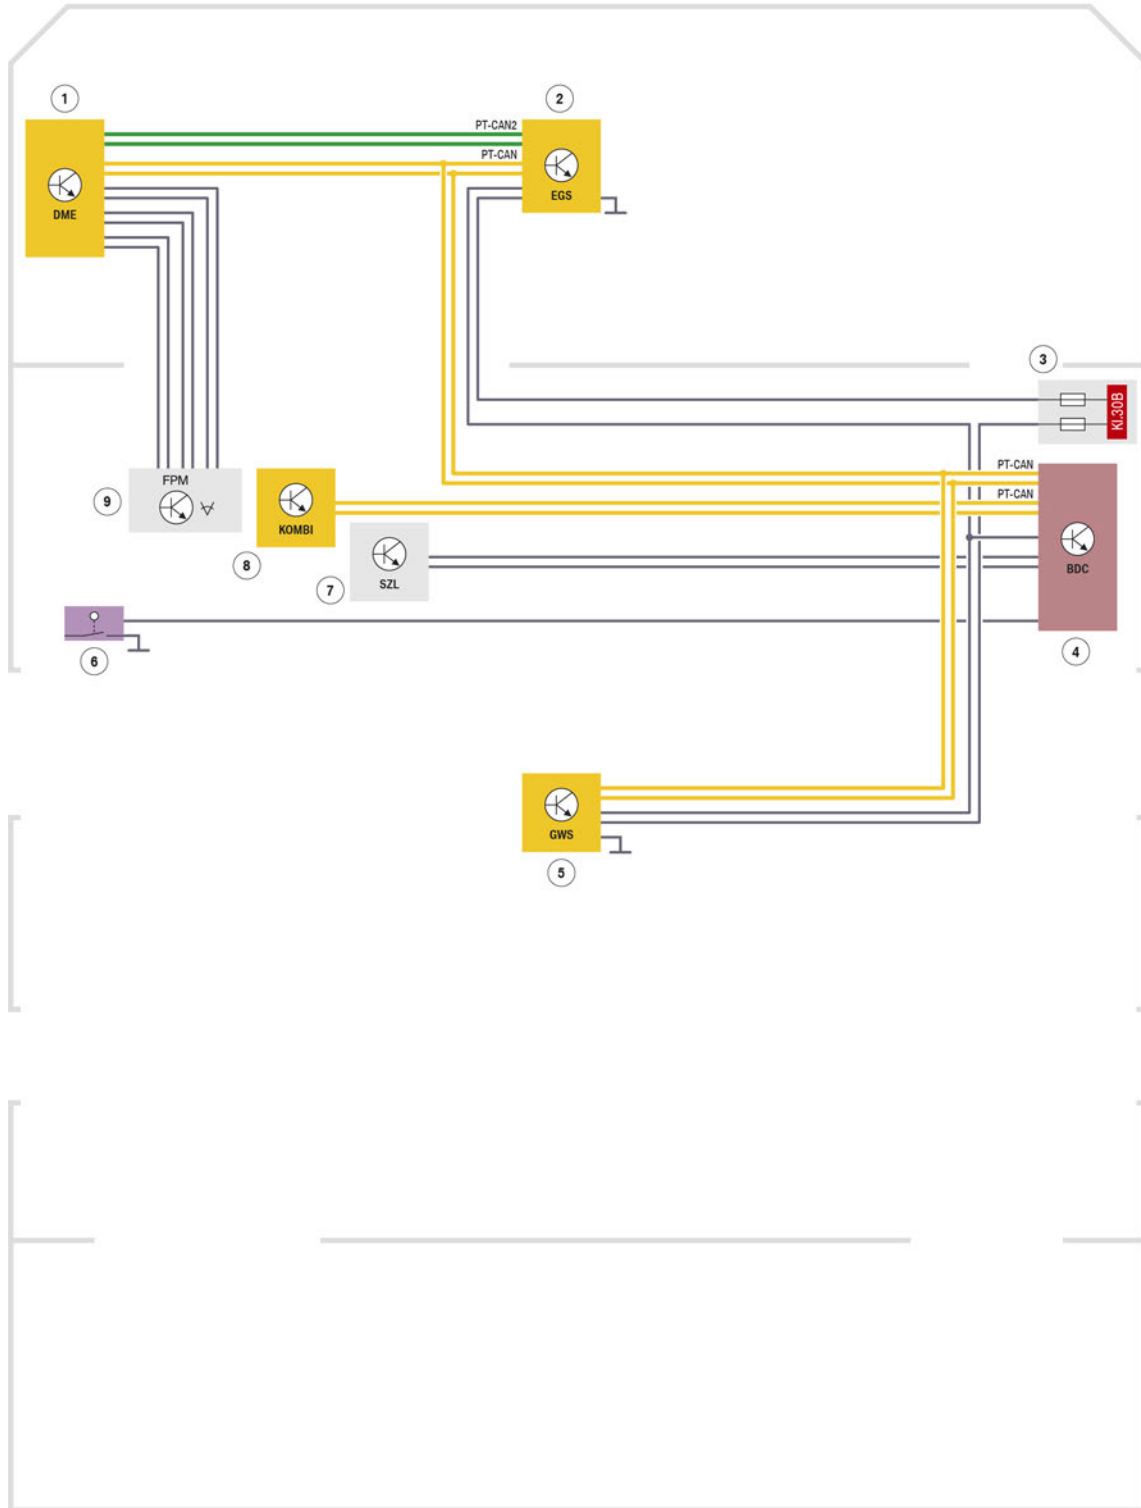 1
2
PT-CAN2
PT-CAN
DME
EGS
3
Kl.30B
PT-CAN
FPM
9
PT-CAN
KOMBI
BDC
8
SZL
7
6
4
GWS
5